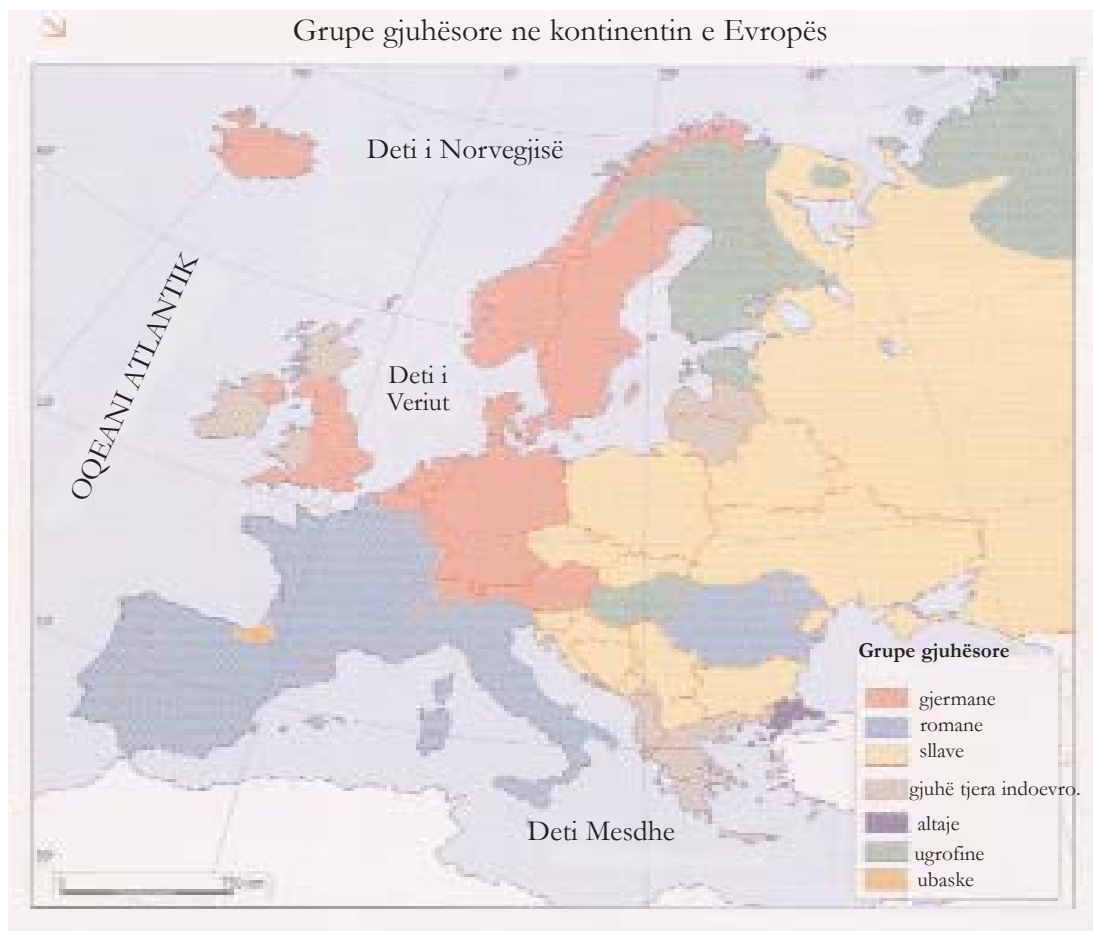 Grupe gjuhësore ne kontinentin e Evropës
Deti i Norvegjisë
OQEANI ATLANTIK
Deti i
Veriut
Deti Mesdhe
Grupe gjuhësore
gjermane
romane
sllave
gjuhë tjera indoevro.
altaje
ugrofine
ubaske